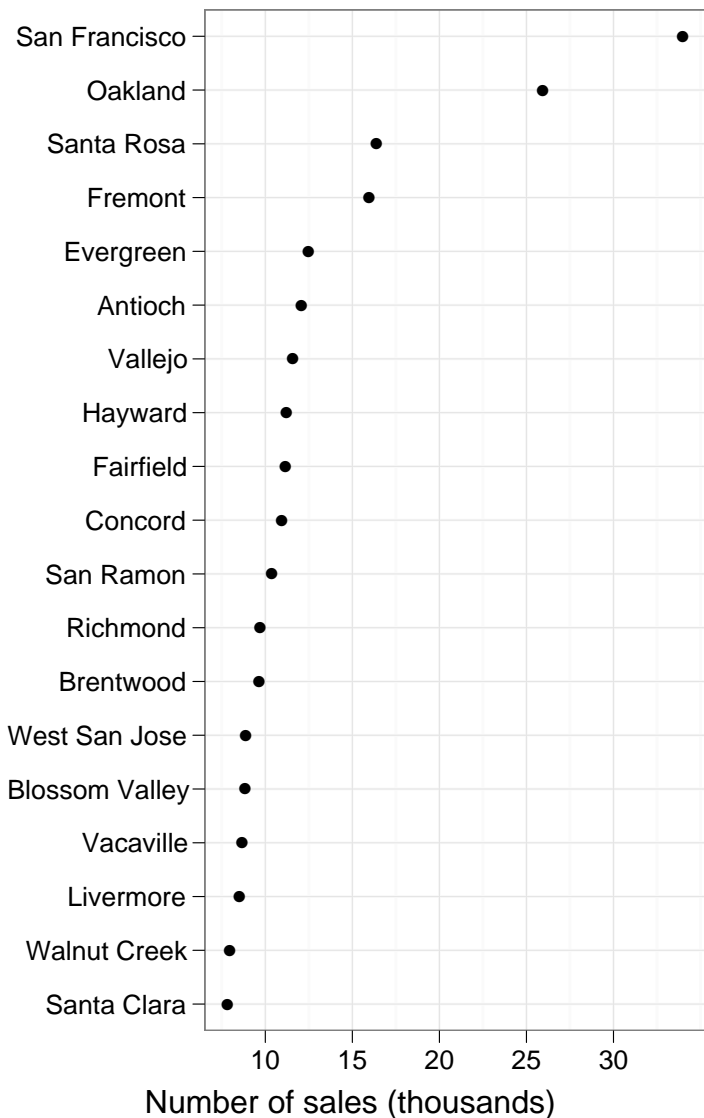 San Francisco
Oakland
Santa Rosa
Fremont
Evergreen
Antioch
Vallejo
Hayward
Fairfield
Concord
San Ramon
Richmond
Brentwood
West San Jose
Blossom Valley
Vacaville
Livermore
Walnut Creek
Santa Clara
10 15 20 25 30
Number of sales (thousands)